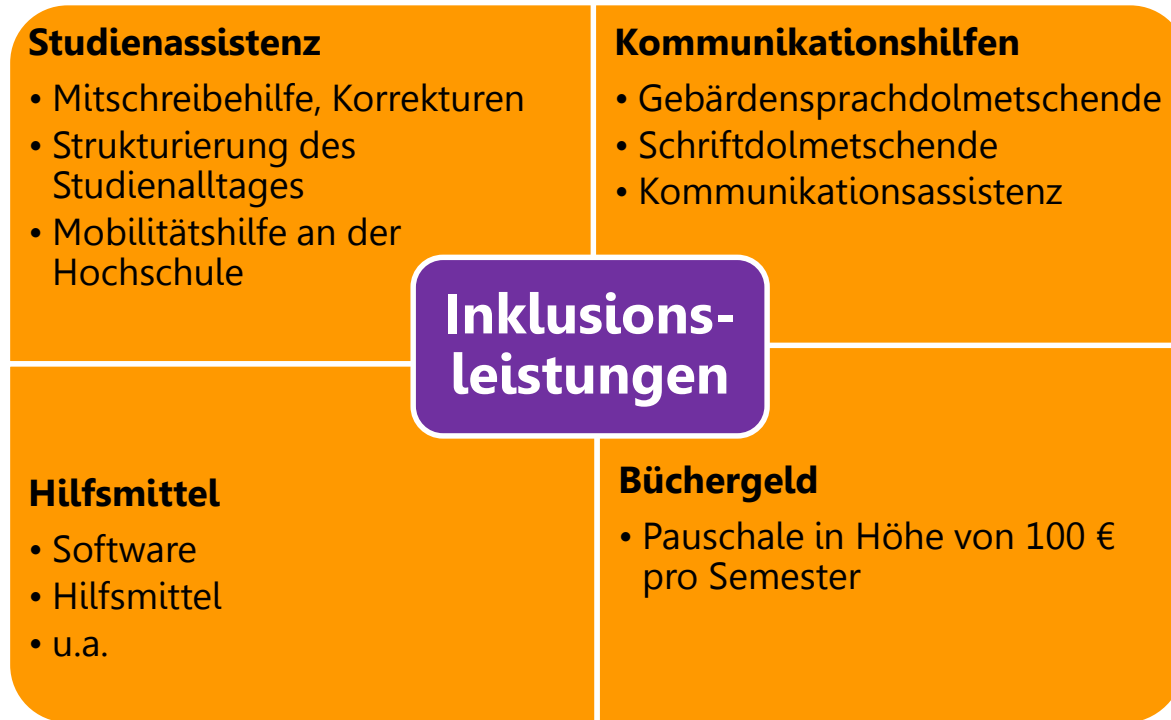 Studienassistenz
• Mitschreibehilfe, Korrekturen
• Strukturierung des
Studienalltages
• Mobilitätshilfe an der
Hochschule
Kommunikationshilfen
• Gebärdensprachdolmetschende
• Schriftdolmetschende
• Kommunikationsassistenz
Inklusions-
leistungen
Hilfsmittel
• Software
• Hilfsmittel
• u.a.
Büchergeld
• Pauschale in Höhe von 100 €
pro Semester